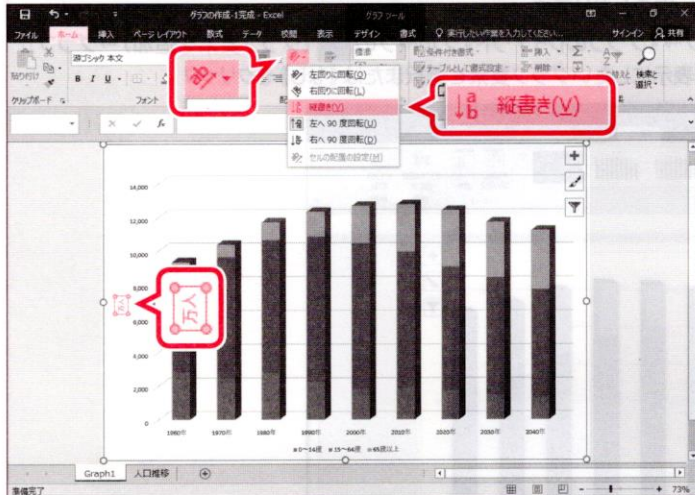 グラフの作成-1完成 - Excel
グラフ ツール
ファイル ホーム 挿入 ページレイアウト 数式 データ 校閲 表示 デザイン 書式 実行したい作業を入力してください... サインイン 共有
游ゴシック 本文
標準
条件付き書式
挿入
貼り付け
B I U
テーブルとして書式設定
削除
検索と
選択
クリップボード
フォント
ab
左回りに回転(O)
右回りに回転(L)
縦書き(V)
左へ 90 度回転(U)
右へ 90 度回転(D)
セルの配置の設定(M)
縦書き(V)
fx
14,000
12,000
10,000
8,000
6,000
4,000
2,000
0
万人
万人
1960年 1970年 1980年 1990年 2000年 2010年 2020年 2030年 2040年
0~14歳 15~64歳 65歳以上
Graph1 人口推移
準備完了
73%